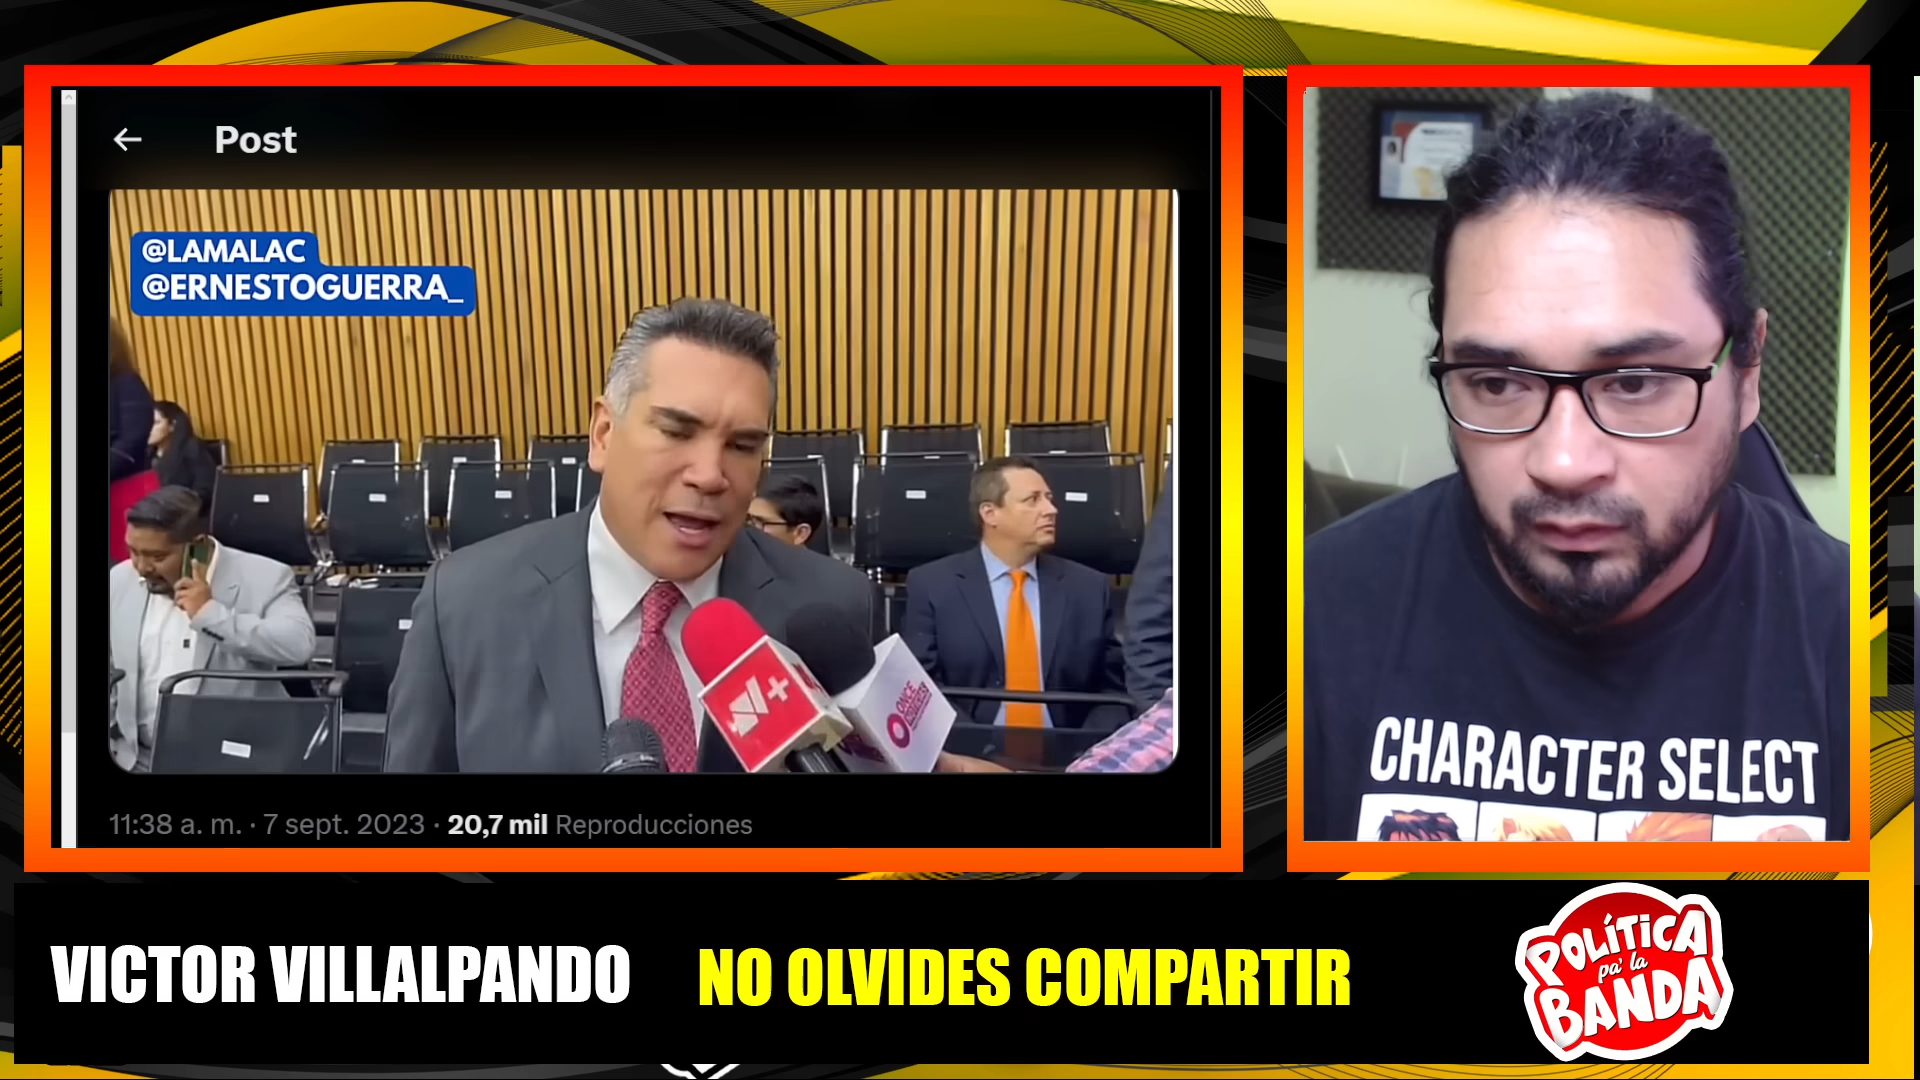 Post
@LAMALAC
@ERNESTOGUERRA_
N+
ONCE
11:38 a. m. · 7 sept. 2023 · 20,7 mil Reproducciones
CHARACTER SELECT
VICTOR VILLALPANDO
NO OLVIDES COMPARTIR
POLÍTICA
pa' la
BANDA